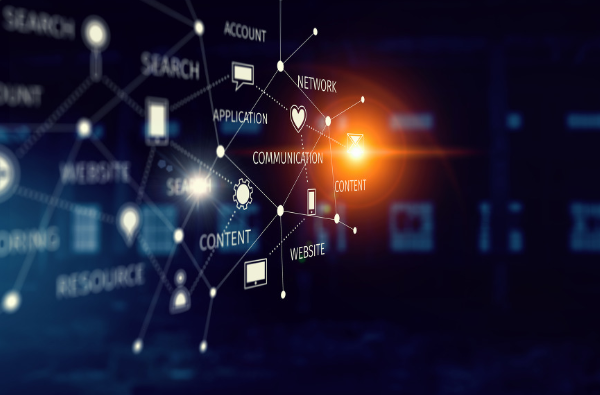 SEARCH
ACCOUNT
SEARCH
NETWORK
APPLICATION
COMMUNICATION
WEBSITE
SEARCH
CONTENT
CONTENT
WEBSITE
RESOURCE